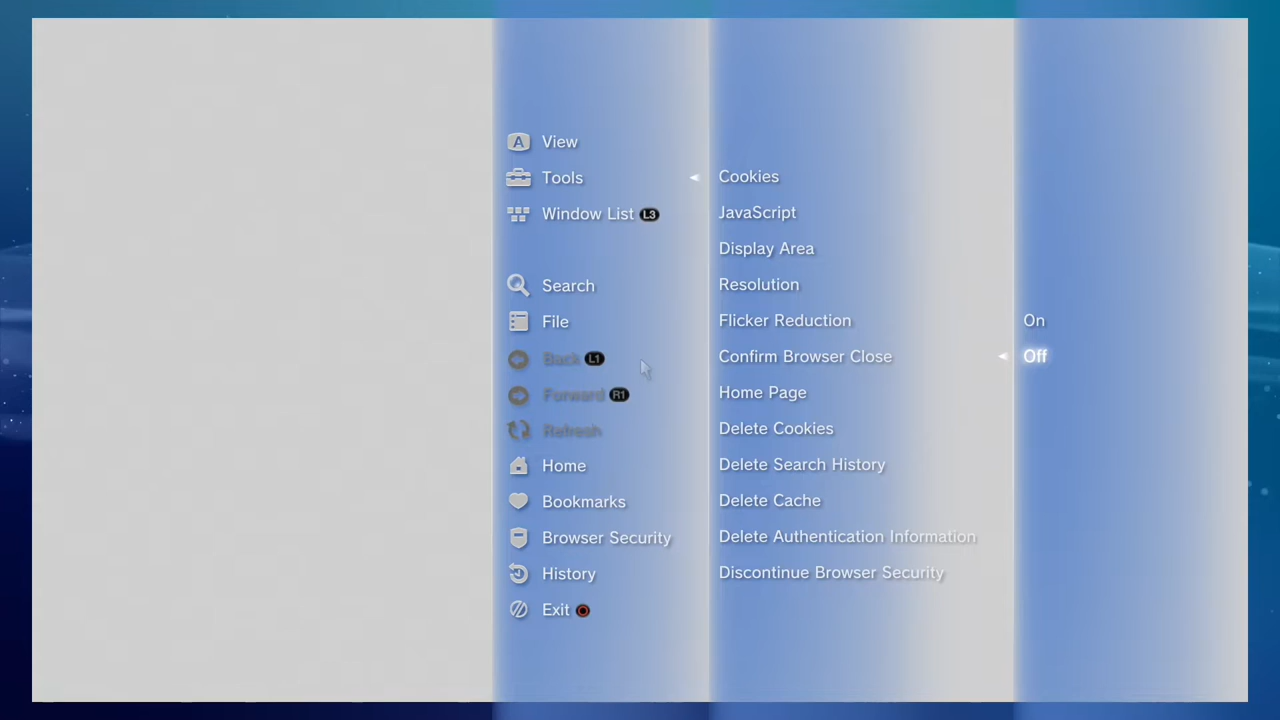 View
Tools
Window List L3
Search
File
Back L1
Forward R1
Refresh
Home
Bookmarks
Browser Security
History
Exit
Cookies
JavaScript
Display Area
Resolution
Flicker Reduction
Confirm Browser Close
Home Page
Delete Cookies
Delete Search History
Delete Cache
Delete Authentication Information
Discontinue Browser Security
On
Off